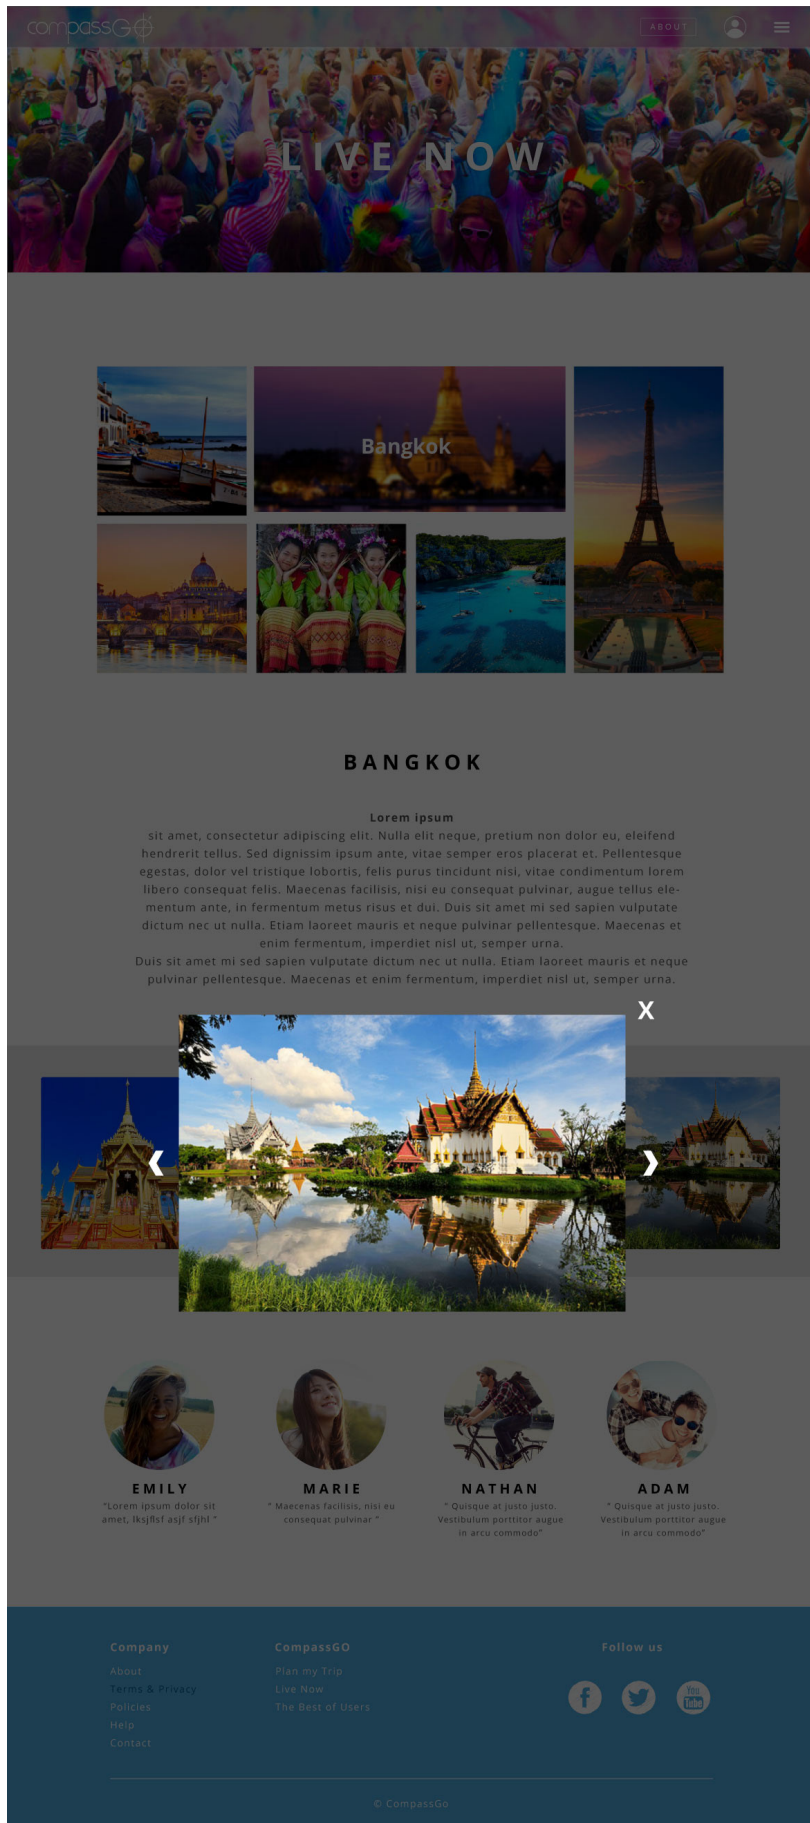 compassGO
ABOUT
LIVE NOW
Bangkok
BANGKOK
Lorem ipsum
sit amet, consectetur adipiscing elit. Nulla elit neque, pretium non dolor eu, eleifend
hendrerit tellus. Sed dignissim ipsum ante, vitae semper eros placerat et. Pellentesque
egestas, dolor vel tristique lobortis, felis purus tincidunt nisi, vitae condimentum lorem
libero consequat felis. Maecenas facilisis, nisi eu consequat pulvinar, augue tellus ele-
mentum ante, in fermentum metus risus et dui. Duis sit amet mi sed sapien vulputate
dictum nec ut nulla. Etiam laoreet mauris et neque pulvinar pellentesque. Maecenas et
enim fermentum, imperdiet nisl ut, semper urna.
Duis sit amet mi sed sapien vulputate dictum nec ut nulla. Etiam laoreet mauris et neque
pulvinar pellentesque. Maecenas et enim fermentum, imperdiet nisl ut, semper urna.
X
EMILY
"Lorem ipsum dolor sit
amet, lksjflsf asjf sfjhl "
MARIE
" Maecenas facilisis, nisi eu
consequat pulvinar "
NATHAN
" Quisque at justo justo.
Vestibulum porttitor augue
in arcu commodo"
ADAM
" Quisque at justo justo.
Vestibulum porttitor augue
in arcu commodo"
Company
About
Terms & Privacy
Policies
Help
Contact
CompassGO
Plan my Trip
Live Now
The Best of Users
Follow us
You
Tube
© CompassGo